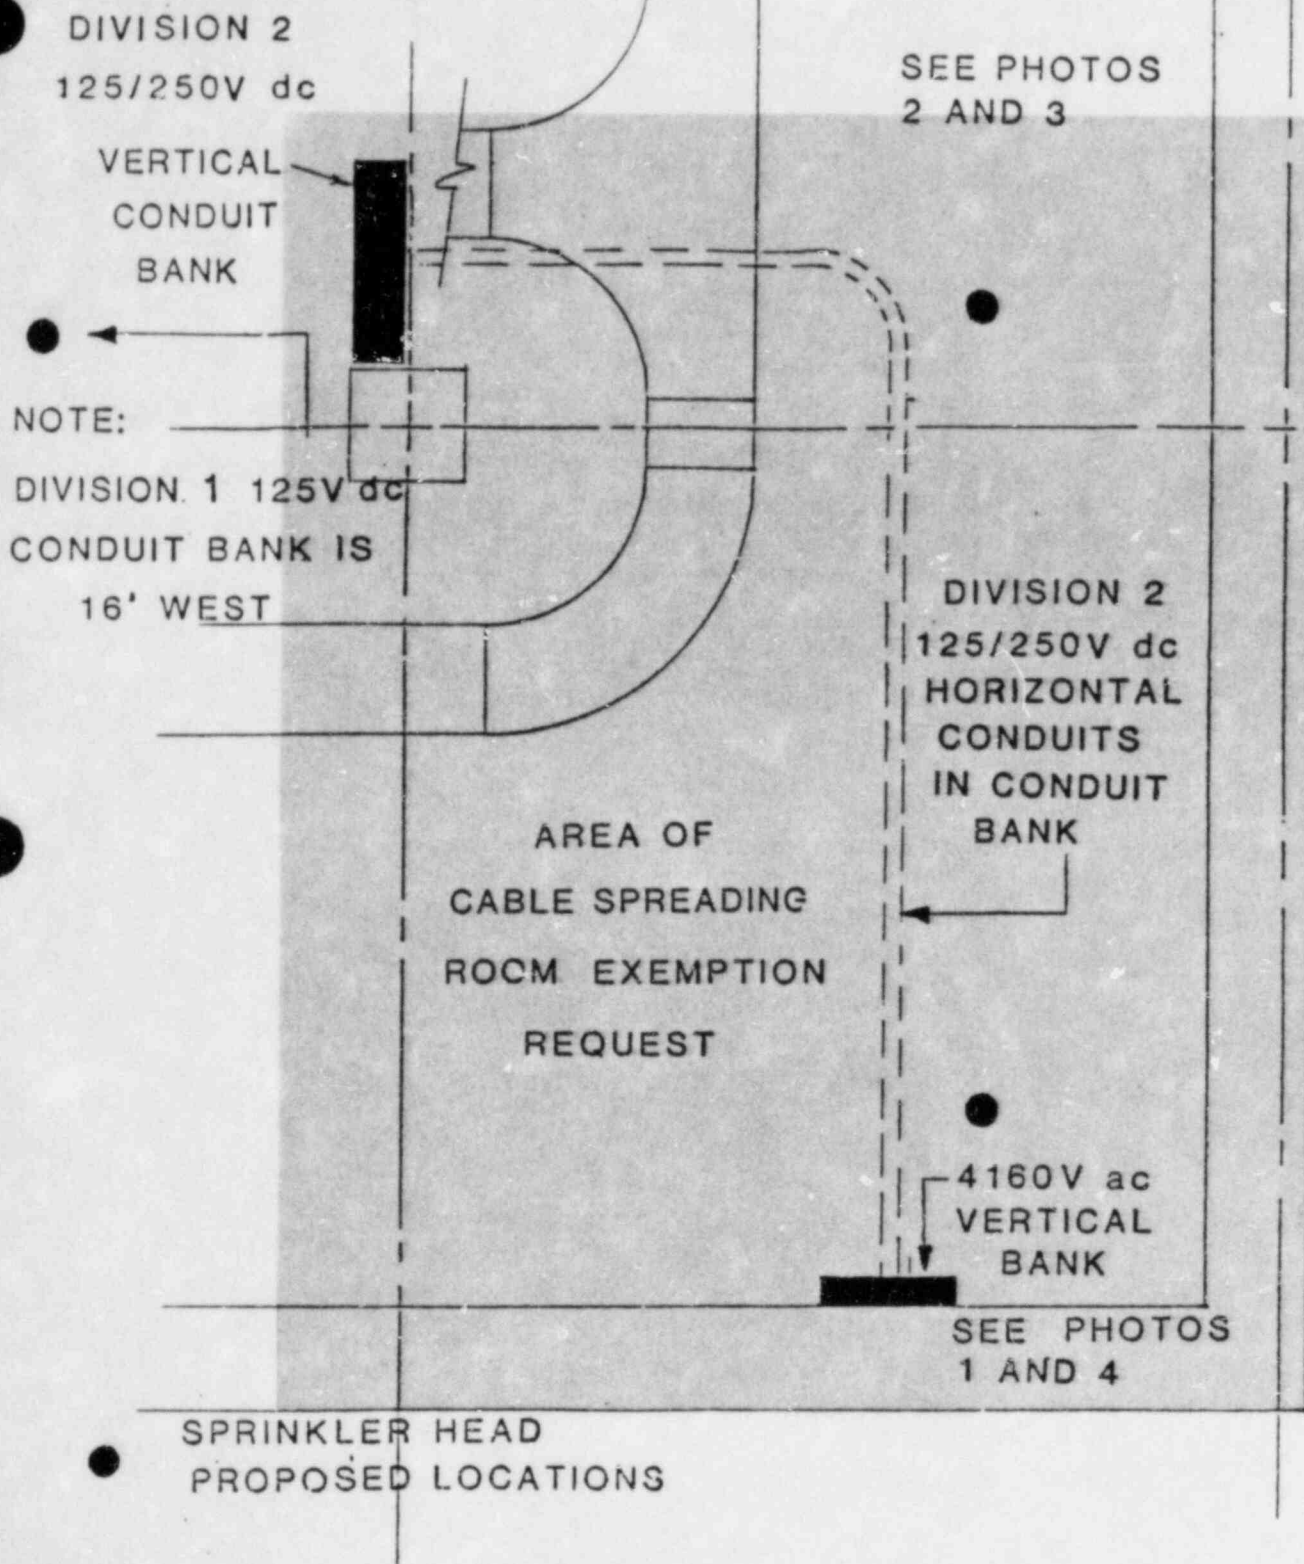 DIVISION 2
125/250V dc
VERTICAL
CONDUIT
BANK
SEE PHOTOS
2 AND 3
NOTE:
DIVISION. 1 125V dc
CONDUIT BANK IS
16' WEST
DIVISION 2
125/250V dc
HORIZONTAL
CONDUITS
IN CONDUIT
BANK
AREA OF
CABLE SPREADING
ROOM EXEMPTION
REQUEST
4160V ac
VERTICAL
BANK
SEE PHOTOS
1 AND 4
SPRINKLER HEAD
PROPOSED LOCATIONS